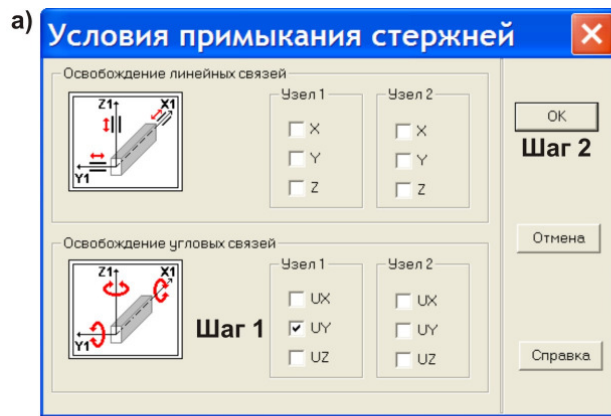 а)
Условия примыкания стержней
Освобождение линейных связей
Z1
X1
Y1
Узел 1
X
Y
Z
Узел 2
X
Y
Z
OK
Шаг 2
Отмена
Освобождение угловых связей
Z1
X1
Y1
Шаг 1
Узел 1
UX
UY
UZ
Узел 2
UX
UY
UZ
Справка